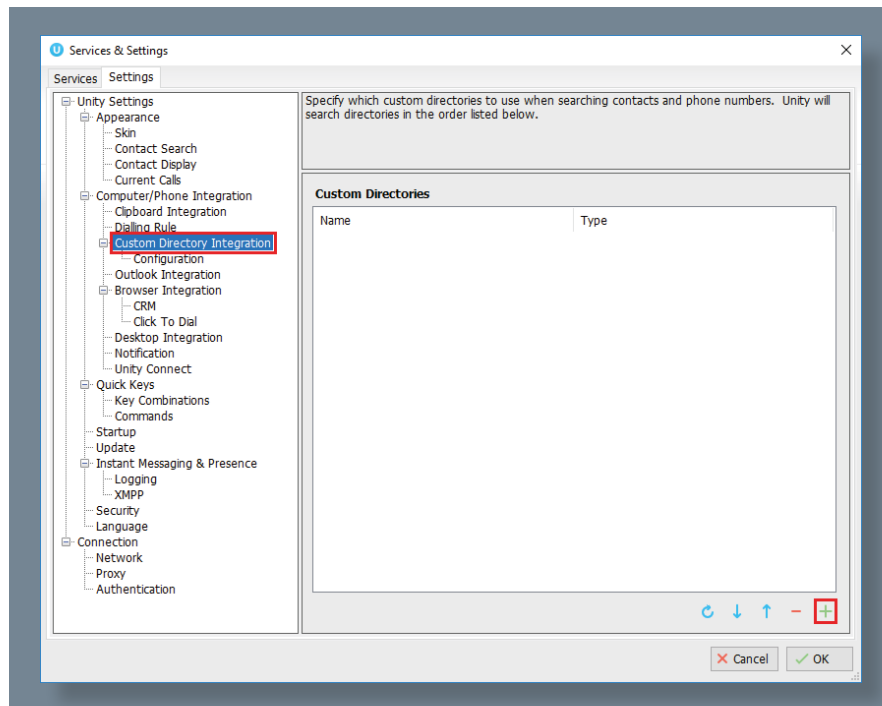 Services & Settings
Services Settings
Unity Settings
Appearance
Skin
Contact Search
Contact Display
Current Calls
Computer/Phone Integration
Clipboard Integration
Dialling Rule
Custom Directory Integration
Configuration
Outlook Integration
Browser Integration
CRM
Click To Dial
Desktop Integration
Notification
Unity Connect
Quick Keys
Key Combinations
Commands
Startup
Update
Instant Messaging & Presence
Logging
XMPP
Security
Language
Connection
Network
Proxy
Authentication
Specify which custom directories to use when searching contacts and phone numbers. Unity will
search directories in the order listed below.
Custom Directories
Name Type
Cancel OK